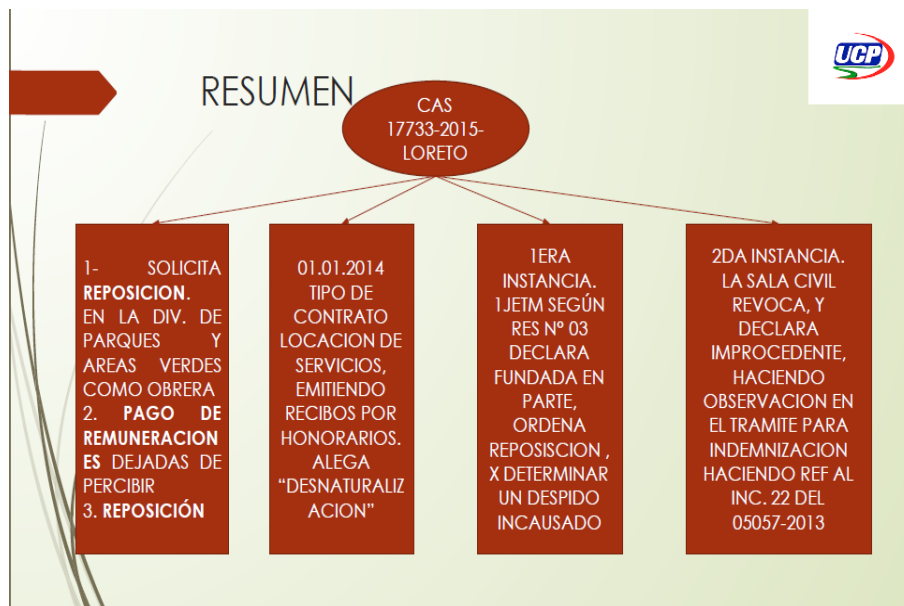 UCP
RESUMEN
CAS
17733-2015-
LORETO
1- SOLICITA
REPOSICION.
EN LA DIV. DE
PARQUES Y
AREAS VERDES
COMO OBRERA
2. PAGO DE
REMUNERACION
ES DEJADAS DE
PERCIBIR
3. REPOSICIÓN
01.01.2014
TIPO DE
CONTRATO
LOCACION DE
SERVICIOS,
EMITIENDO
RECIBOS POR
HONORARIOS.
ALEGA
“DESNATURALIZ
ACION”
1ERA
INSTANCIA.
1JETM SEGÚN
RES Nº 03
DECLARA
FUNDADA EN
PARTE,
ORDENA
REPOSISCION ,
X DETERMINAR
UN DESPIDO
INCAUSADO
2DA INSTANCIA.
LA SALA CIVIL
REVOCA, Y
DECLARA
IMPROCEDENTE,
HACIENDO
OBSERVACION EN
EL TRAMITE PARA
INDEMNIZACION
HACIENDO REF AL
INC. 22 DEL
05057-2013